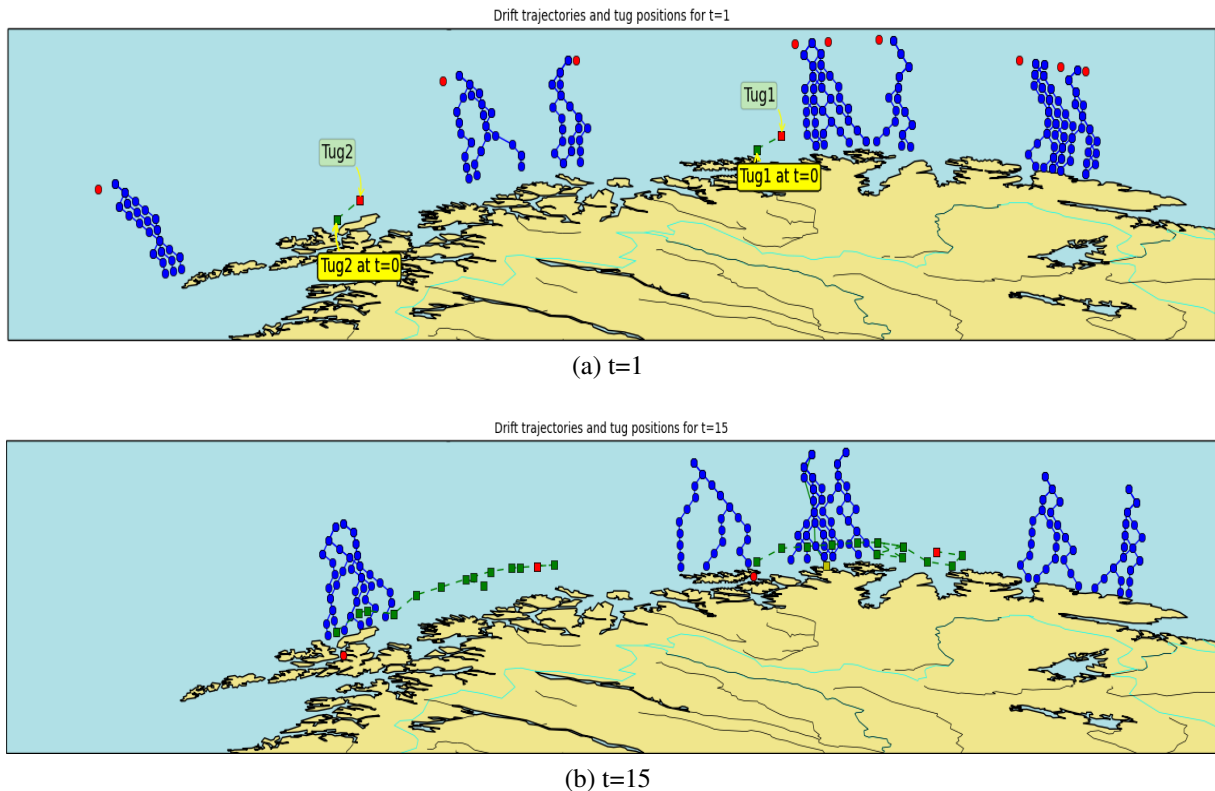 Drift trajectories and tug positions for t=1
Tug1
Tug2
Tug1 at t=0
Tug2 at t=0
(a) t=1
Drift trajectories and tug positions for t=15
(b) t=15